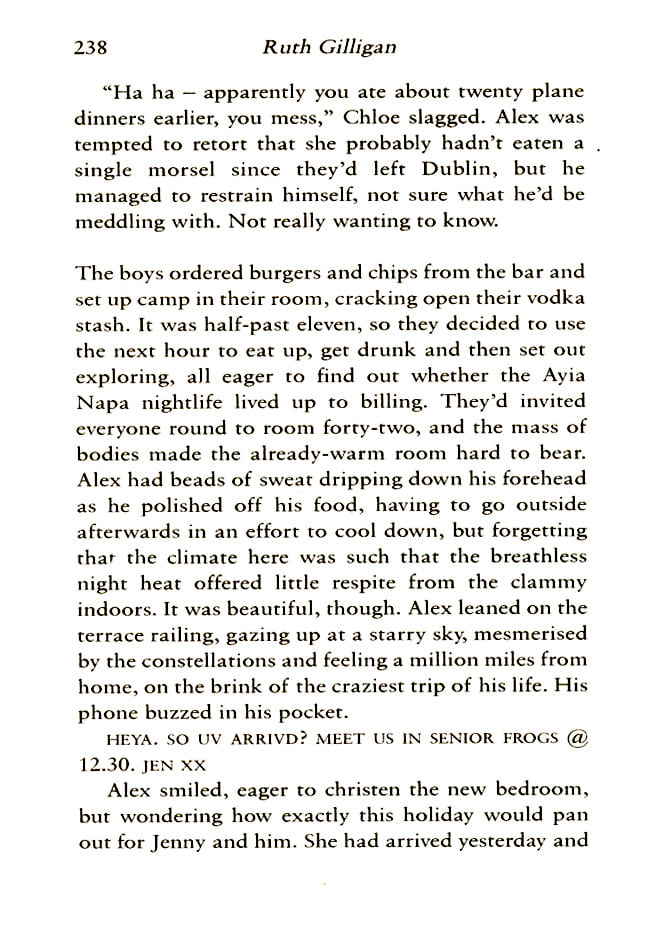 238 Ruth Gilligan
“Ha ha – apparently you ate about twenty plane
dinners earlier, you mess,” Chloe slagged. Alex was
tempted to retort that she probably hadn’t eaten a
single morsel since they’d left Dublin, but he
managed to restrain himself, not sure what he’d be
meddling with. Not really wanting to know.
The boys ordered burgers and chips from the bar and
set up camp in their room, cracking open their vodka
stash. It was half-past eleven, so they decided to use
the next hour to eat up, get drunk and then set out
exploring, all eager to find out whether the Ayia
Napa nightlife lived up to billing. They’d invited
everyone round to room forty-two, and the mass of
bodies made the already-warm room hard to bear.
Alex had beads of sweat dripping down his forehead
as he polished off his food, having to go outside
afterwards in an effort to cool down, but forgetting
that the climate here was such that the breathless
night heat offered little respite from the clammy
indoors. It was beautiful, though. Alex leaned on the
terrace railing, gazing up at a starry sky, mesmerised
by the constellations and feeling a million miles from
home, on the brink of the craziest trip of his life. His
phone buzzed in his pocket.
HEYA. SO UV ARRIVD? MEET US IN SENIOR FROGS @
12.30. JEN XX
Alex smiled, eager to christen the new bedroom,
but wondering how exactly this holiday would pan
out for Jenny and him. She had arrived yesterday and